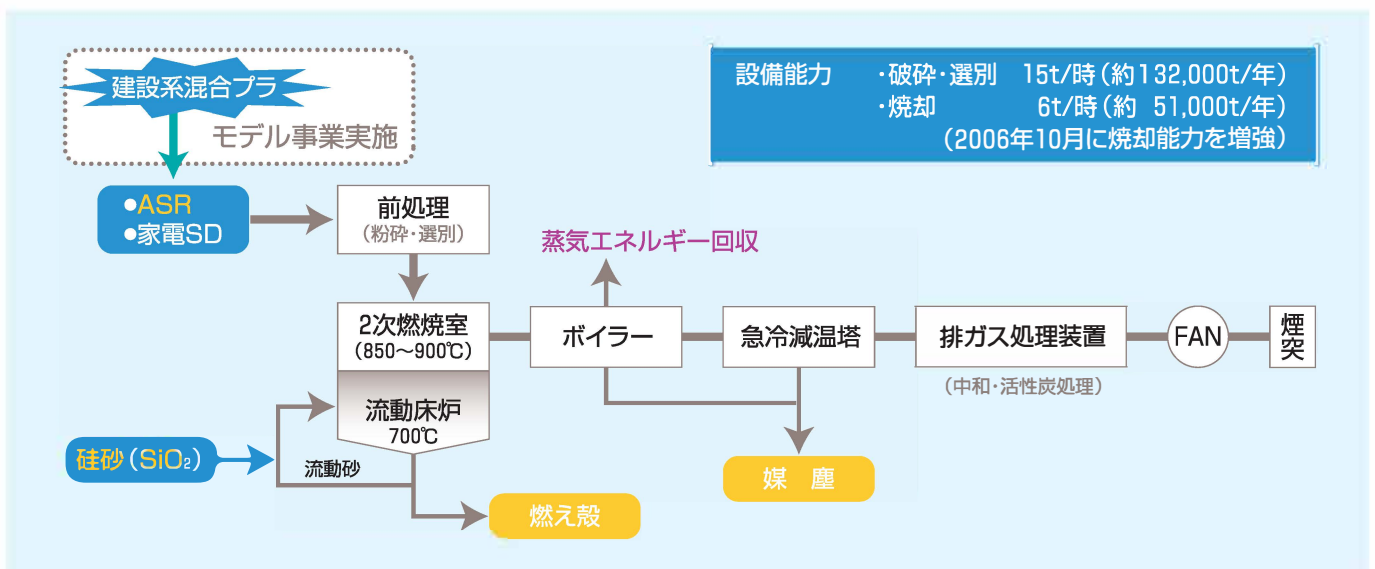 建設系混合プラ
モデル事業実施
設備能力 ・破砕・選別 15t/時(約132,000t/年)
・焼却 6t/時(約 51,000t/年)
(2006年10月に焼却能力を増強)
●ASR
●家電SD
前処理
(粉砕・選別)
蒸気エネルギー回収
2次燃焼室
(850〜900℃)
ボイラー
急冷減温塔
排ガス処理装置
(中和・活性炭処理)
FAN
煙突
流動床炉
700℃
硅砂(SiO₂)
流動砂
媒 塵
燃え殻